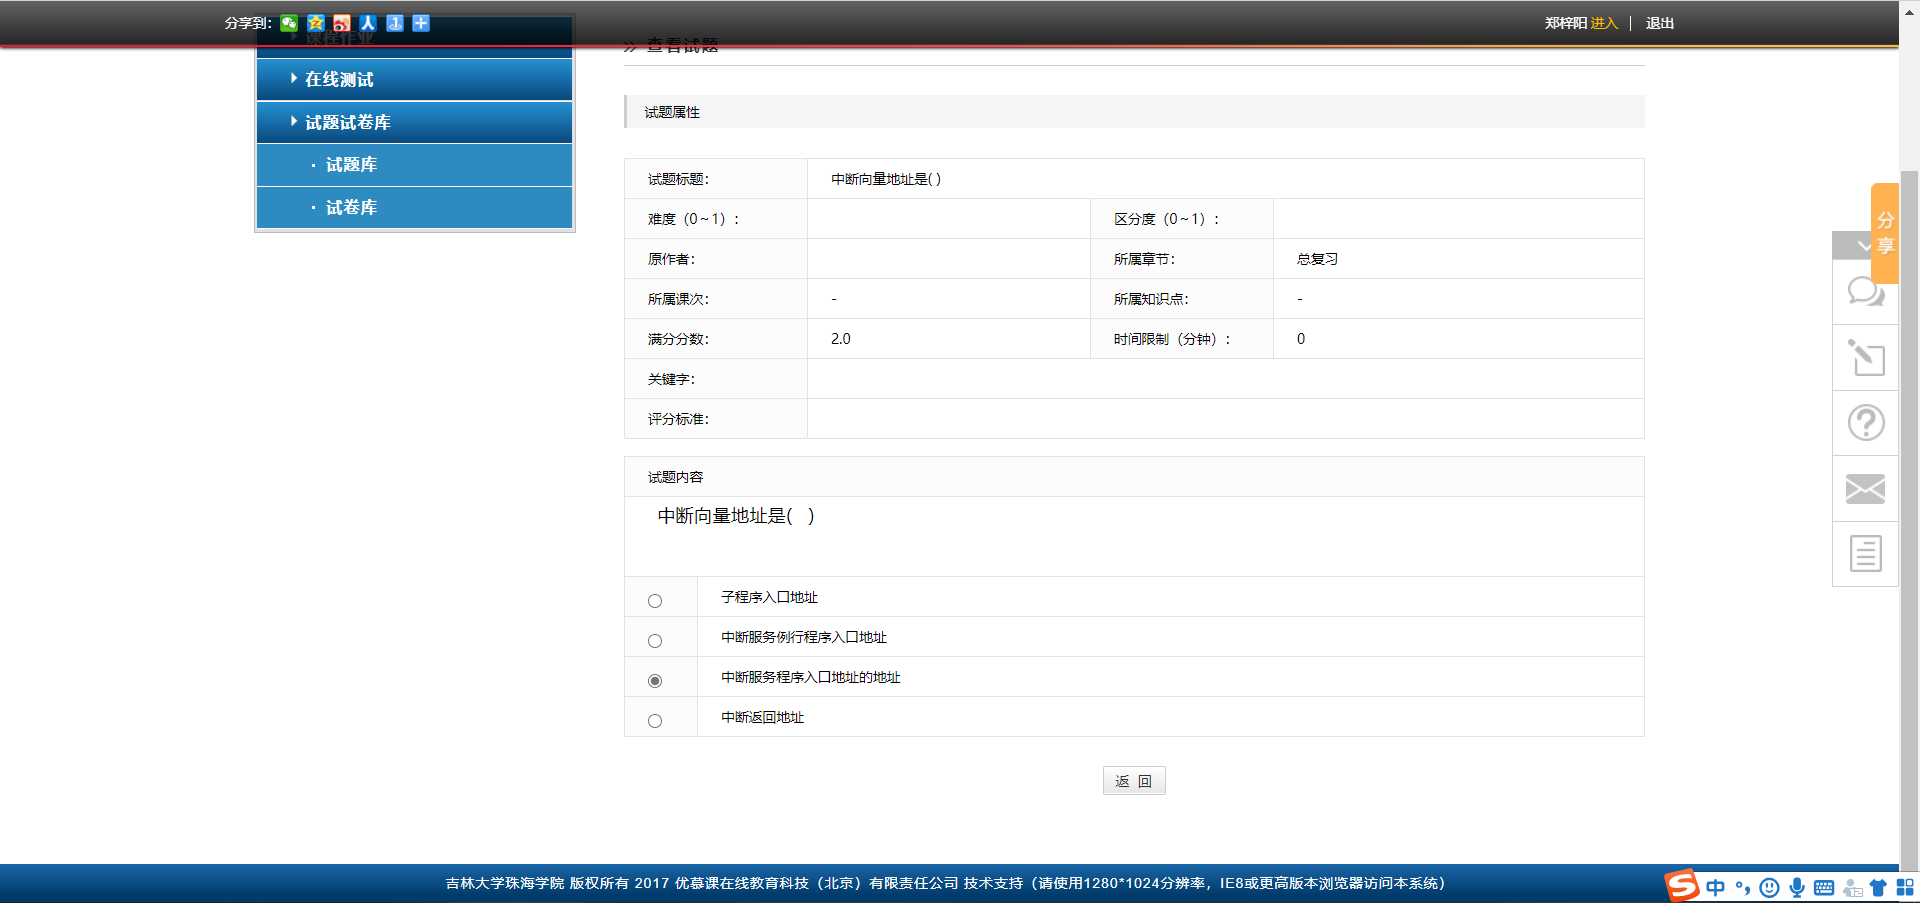 分享到：
郑梓阳 进入 | 退出
课程作业
在线测试
试题试卷库
· 试题库
· 试卷库
查看试题
试题属性
试题标题： 中断向量地址是( )
难度（0～1）： 区分度（0～1）：
原作者： 所属章节： 总复习
所属课次： - 所属知识点： -
满分分数： 2.0 时间限制（分钟）： 0
关键字：
评分标准：
试题内容
中断向量地址是( )
子程序入口地址
中断服务例行程序入口地址
中断服务程序入口地址的地址
中断返回地址
返 回
分享
吉林大学珠海学院 版权所有 2017 优慕课在线教育科技（北京）有限责任公司 技术支持（请使用1280*1024分辨率，IE8或更高版本浏览器访问本系统）
中